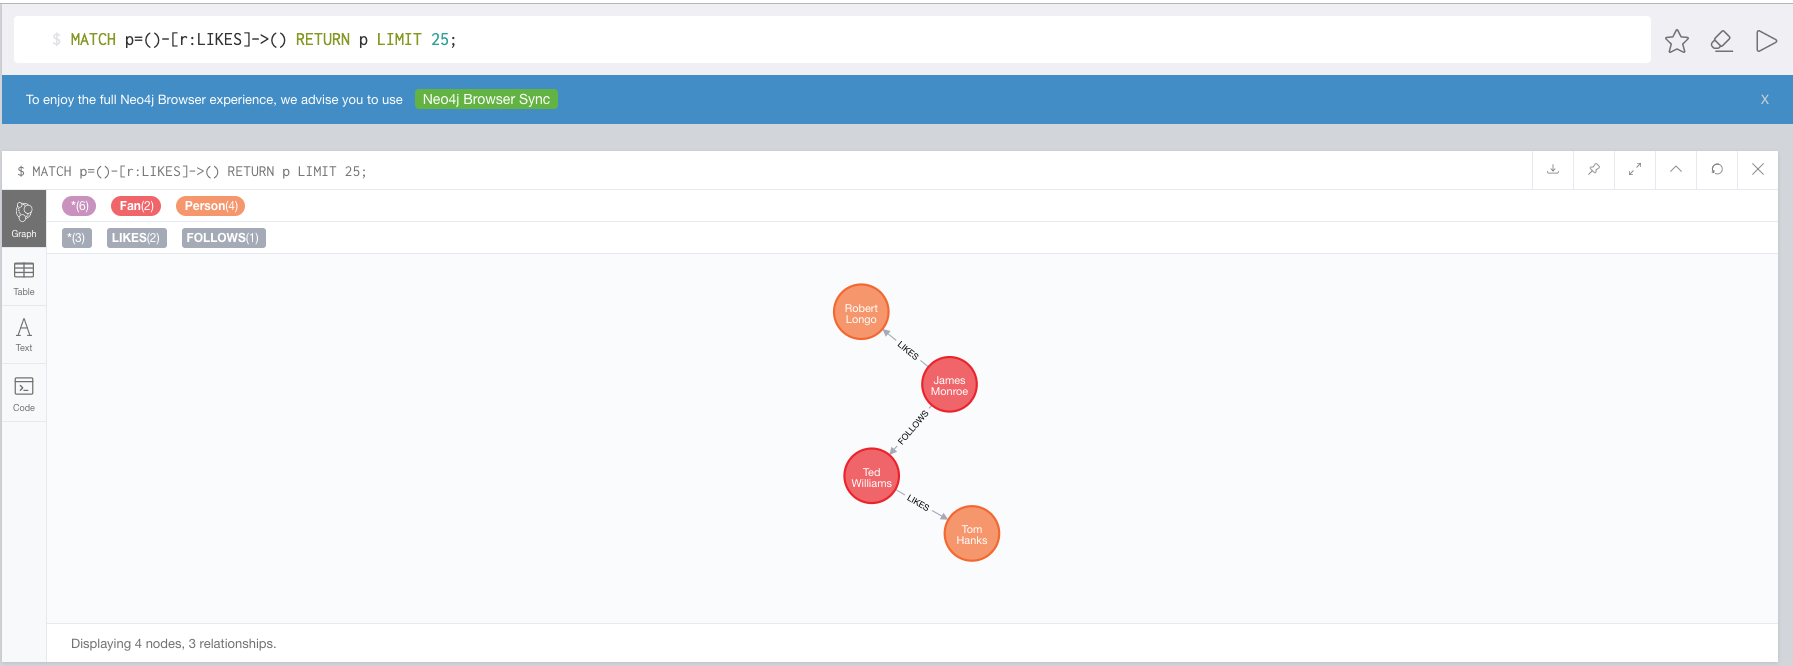 $ MATCH p=()-[r:LIKES]->() RETURN p LIMIT 25;
To enjoy the full Neo4j Browser experience, we advise you to use Neo4j Browser Sync X
$ MATCH p=()-[r:LIKES]->() RETURN p LIMIT 25;
*(6) Fan(2) Person(4)
*(3) LIKES(2) FOLLOWS(1)
Graph
Table
Text
Code
Robert
Longo
LIKES
James
Monroe
FOLLOWS
Ted
Williams
LIKES
Tom
Hanks
Displaying 4 nodes, 3 relationships.